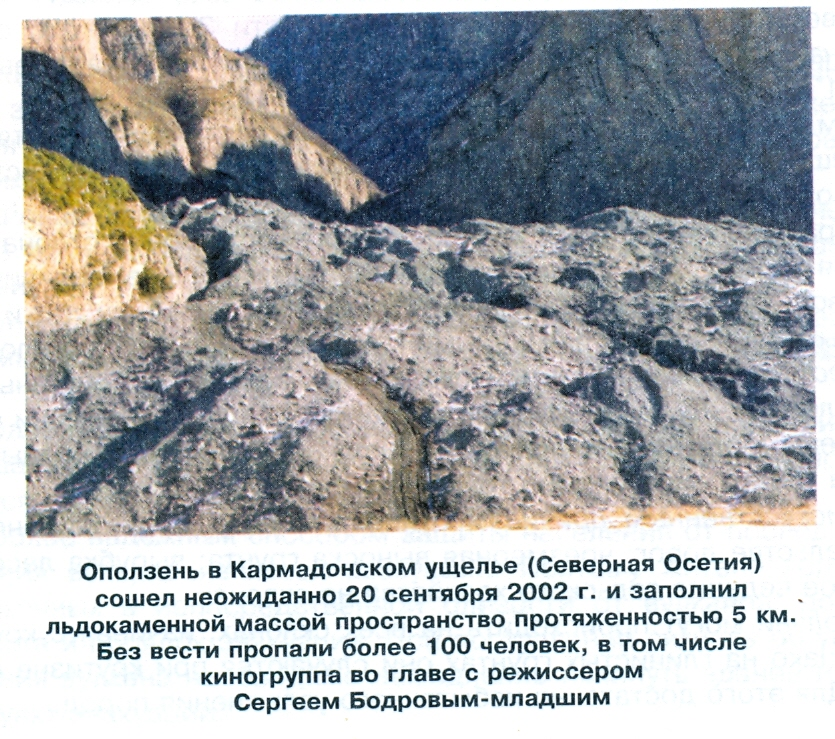 Оползень в Кармадонском ущелье (Северная Осетия)
сошел неожиданно 20 сентября 2002 г. и заполнил
льдокаменной массой пространство протяженностью 5 км.
Без вести пропали более 100 человек, в том числе
киногруппа во главе с режиссером
Сергеем Бодровым-младшим